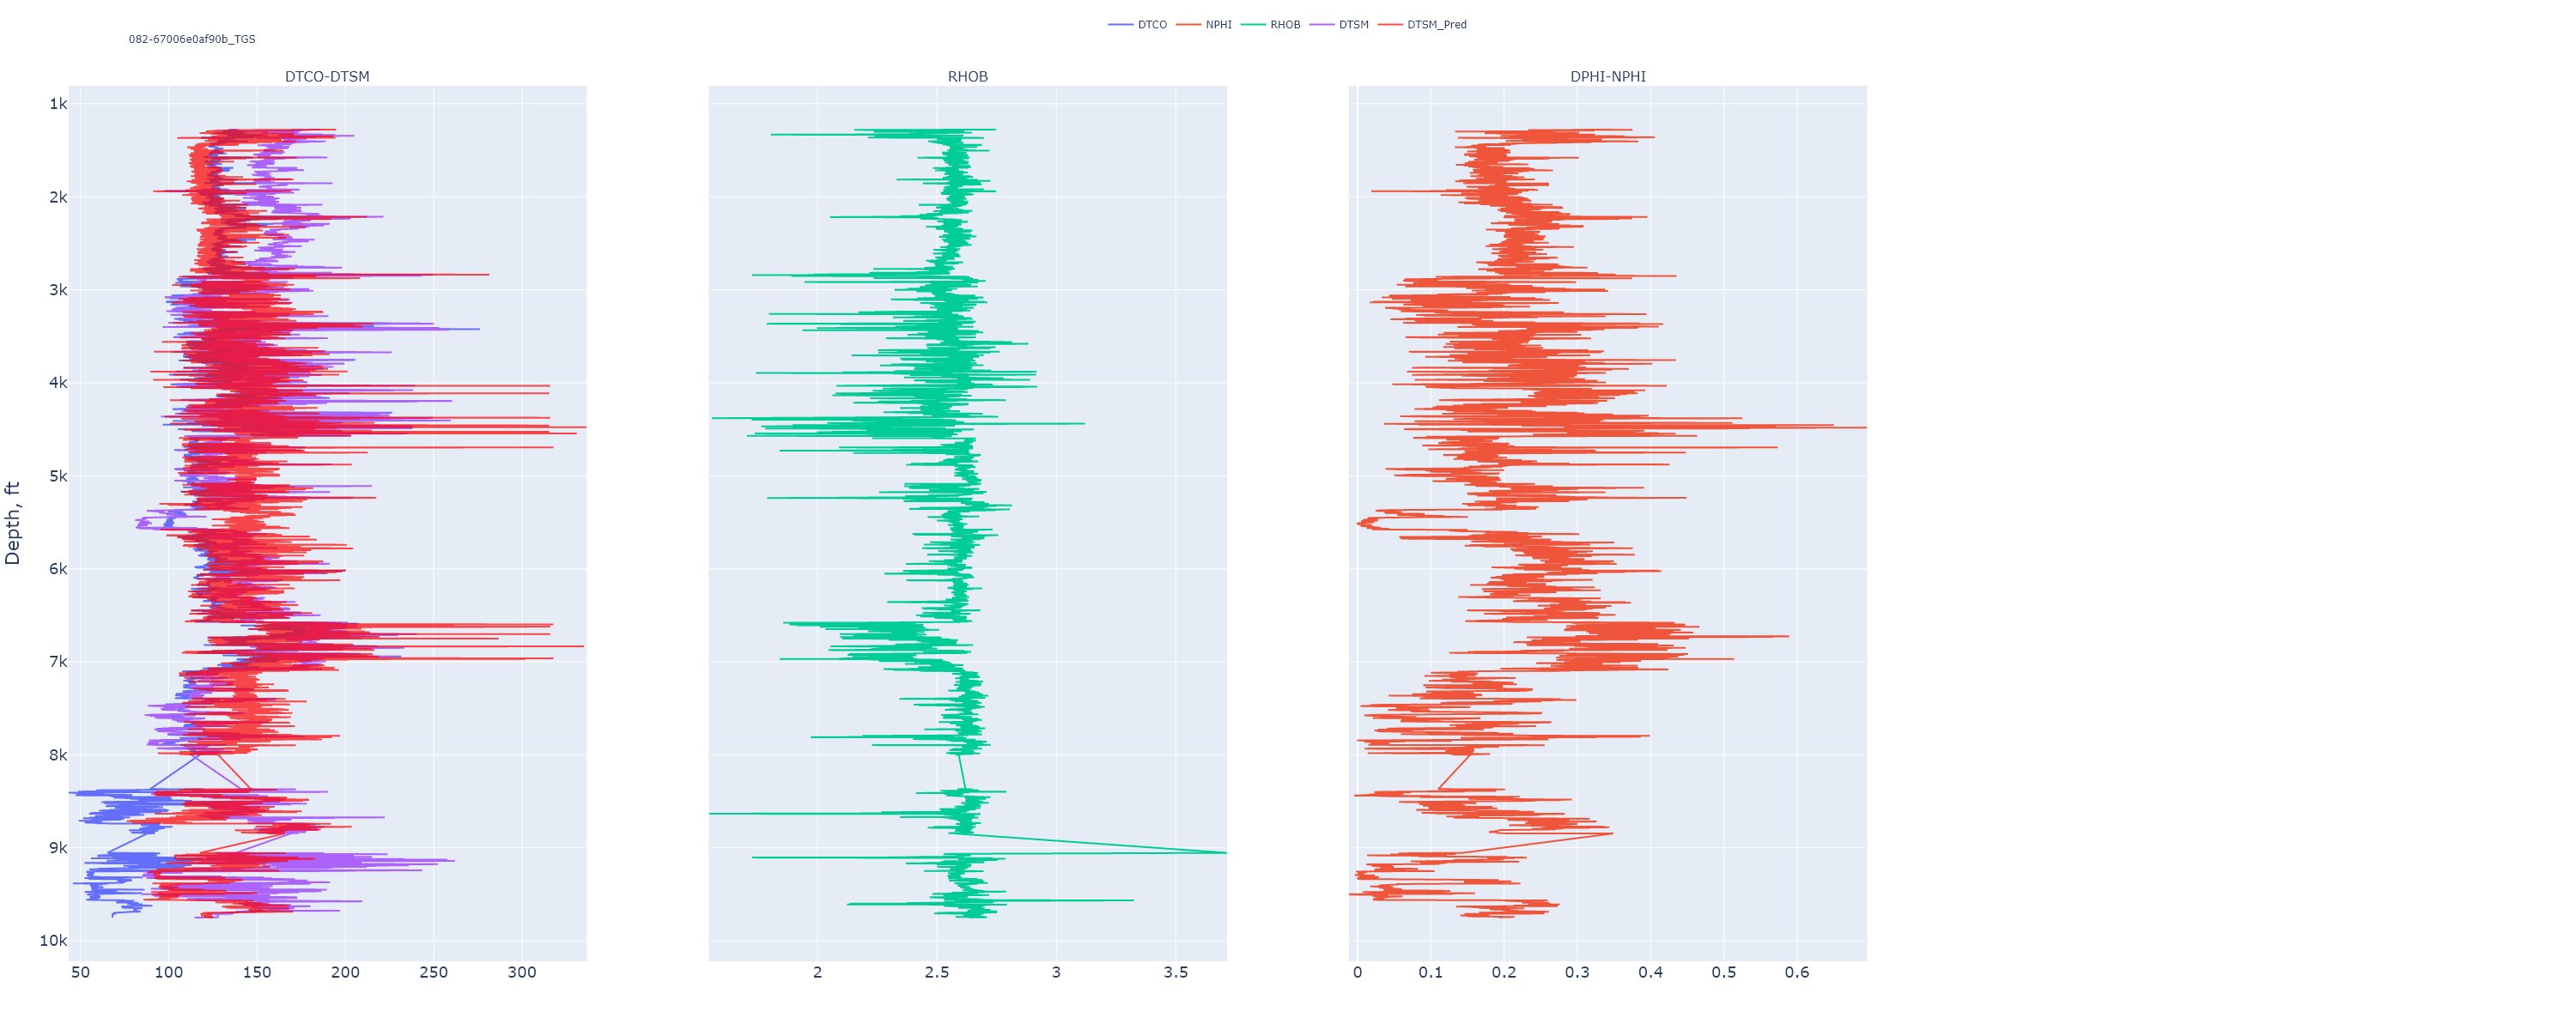 DTCO NPHI RHOB DTSM DTSM_Pred
082-67006e0af90b_TGS
DTCO-DTSM RHOB DPHI-NPHI
Depth, ft
1k
2k
3k
4k
5k
6k
7k
8k
9k
10k
50 100 150 200 250 300
2 2.5 3 3.5
0 0.1 0.2 0.3 0.4 0.5 0.6